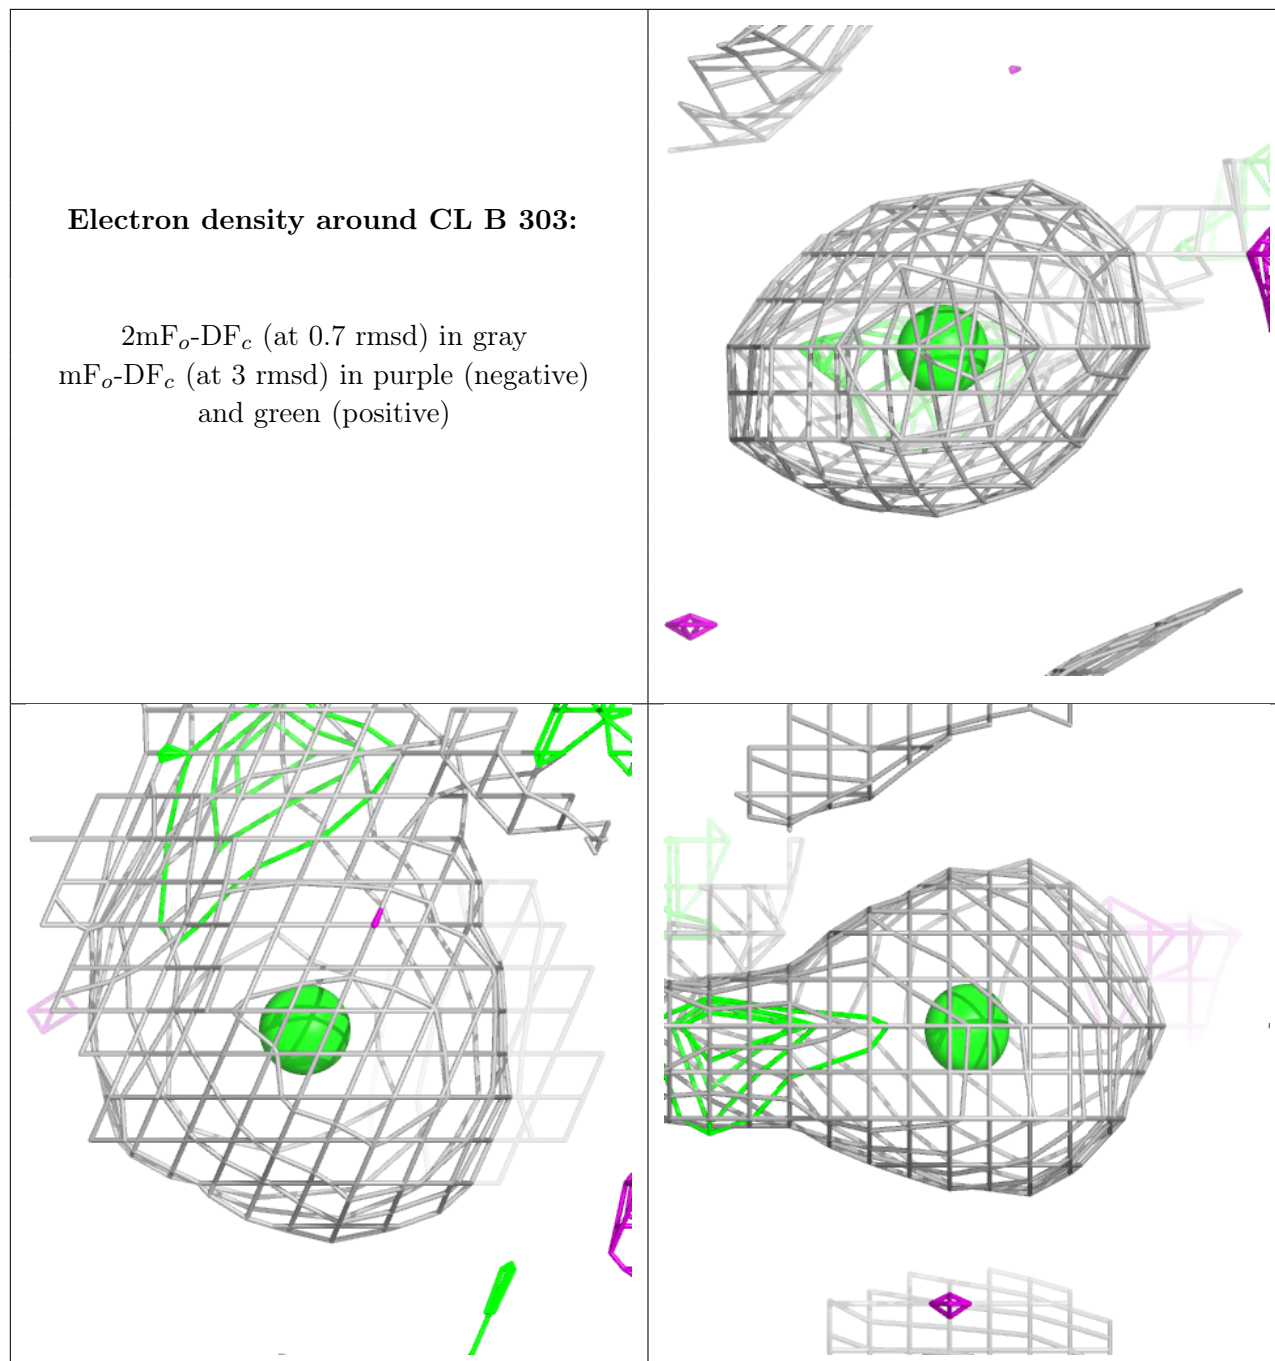 Electron density around CL B 303:
2mFₒ-DF𝒸 (at 0.7 rmsd) in gray
mFₒ-DF𝒸 (at 3 rmsd) in purple (negative)
and green (positive)